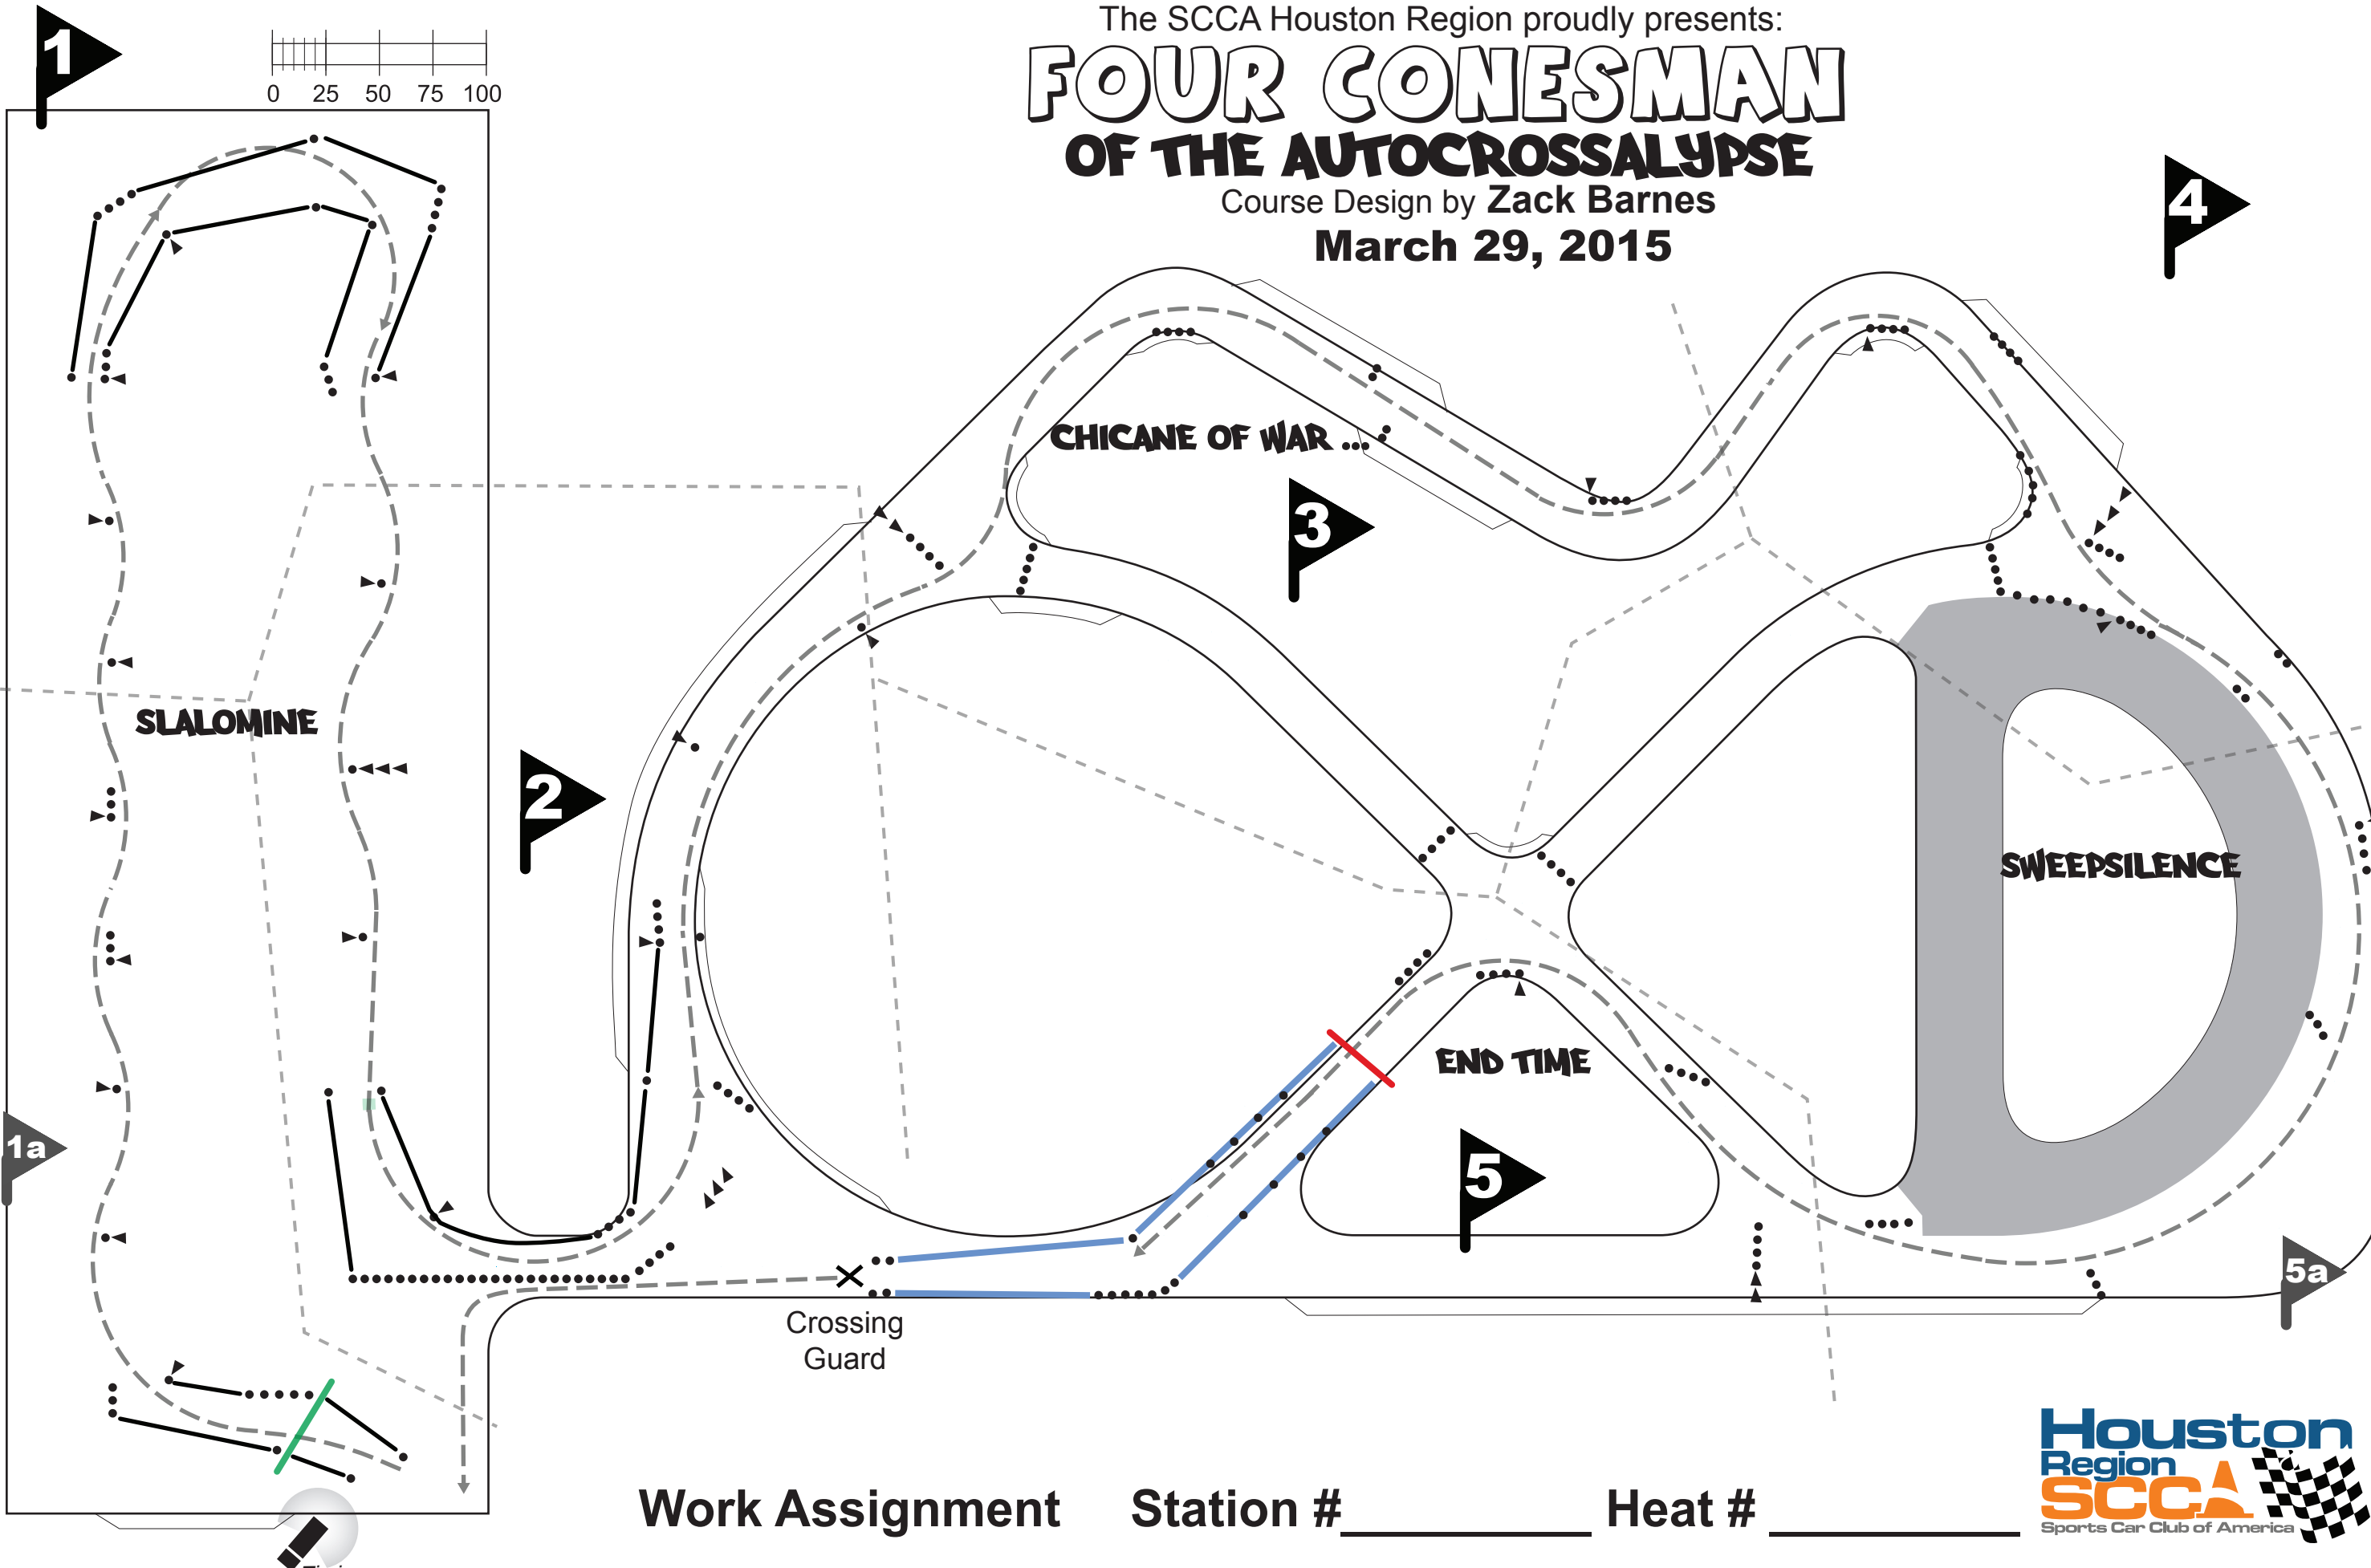 The SCCA Houston Region proudly presents:
FOUR CONESMAN
OF THE AUTOCROSSALYPSE
Course Design by Zack Barnes
March 29, 2015
1
0 25 50 75 100
4
CHICANE OF WAR
3
SLALOMINE
2
SWEEPSILENCE
END TIME
1a
5
5a
Crossing
Guard
Work Assignment Station # Heat #
Houston
Region
SCCA
Sports Car Club of America